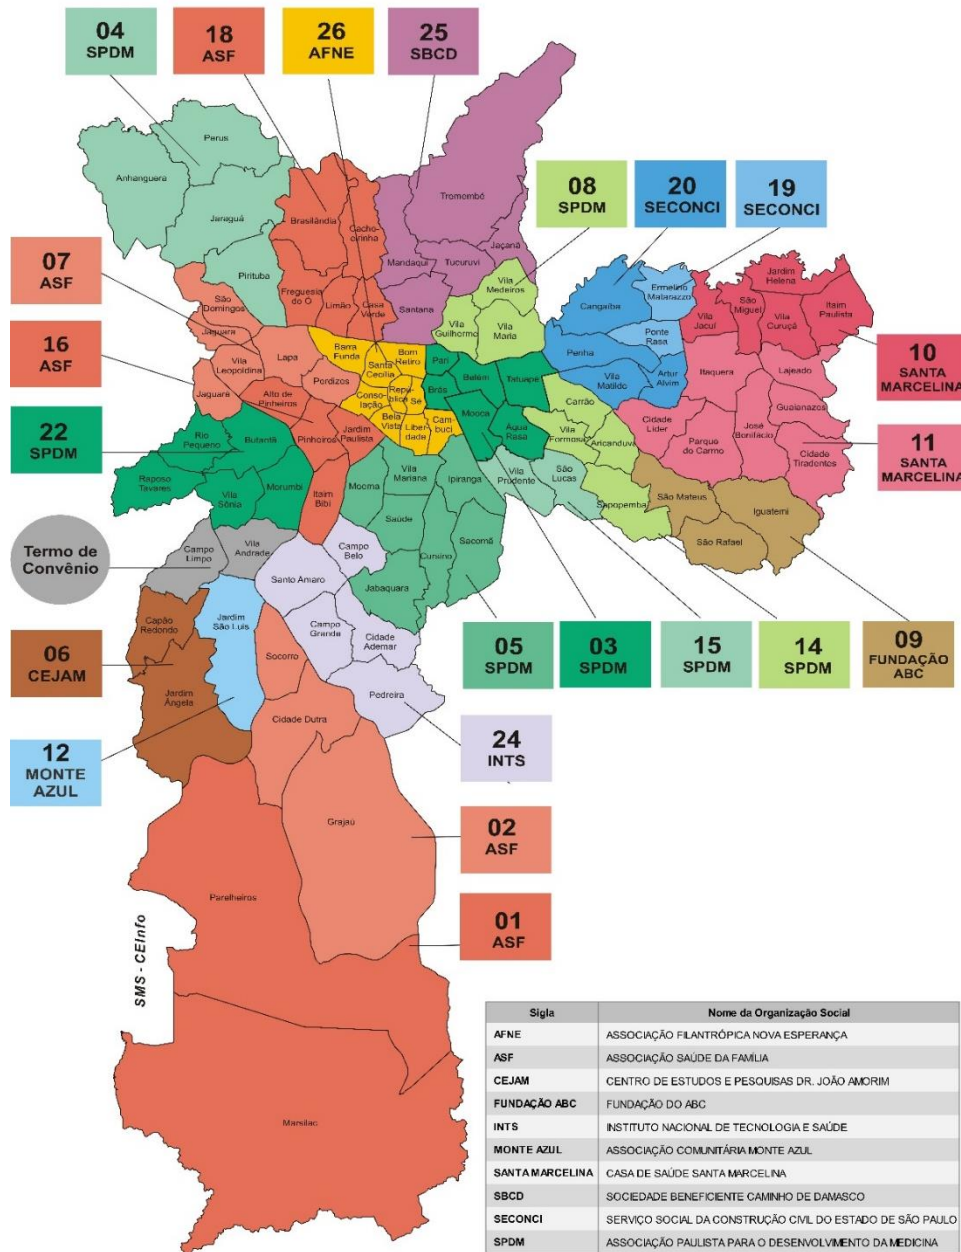 04
SPDM
18
ASF
26
AFNE
25
SBCD
Perus
Anhanguera
Jaraguá
Pirituba
Brasilândia
Cacho-
eirinha
Freguesia
do Ó
Limão
Casa
Verde
Tromembé
Mandaqui
Tucuruvi
Jaçanã
Santana
08
SPDM
20
SECONCI
19
SECONCI
Vila
Medeiros
Vila
Guilherme
Vila
Maria
Cangaíba
Ermelino
Matarazzo
Ponte
Rasa
Penha
Vila
Matilde
Artur
Alvim
Jardim
Helena
São
Miguel
Vila
Jacuí
Vila
Curuçá
Itaim
Paulista
10
SANTA
MARCELINA
07
ASF
São
Domingos
Jaguara
Vila
Leopoldina
Lapa
Perdizes
16
ASF
Jaguaré
Alto de
Pinheiros
Pinheiros
Jardim
Paulista
Itaim
Bibi
Barra
Funda
Santa
Cecília
Bom
Retiro
Conso-
lação
Repú-
blica
Sé
Bela
Vista
Liber-
dade
Cam-
buci
Pari
Brás
Belém
Tatuapé
Mooca
Água
Rasa
Carrão
Vila
Formosa
Aricanduva
Itaquera
Lajeado
Guaianazes
Cidade
Líder
Parque
do Carmo
José
Bonifácio
Cidade
Tiradentes
11
SANTA
MARCELINA
22
SPDM
Rio
Pequeno
Butantã
Raposo
Tavares
Vila
Sônia
Morumbi
Moema
Vila
Mariana
Ipiranga
Saúde
Cursino
Sacomã
Jabaquara
Vila
Prudente
São
Lucas
Sapopemba
São Mateus
Iguatemi
São Rafael
Termo de
Convênio
Campo
Limpo
Vila
Andrade
Campo
Belo
Santo Amaro
Campo
Grande
Cidade
Ademar
Pedreira
Capão
Redondo
Jardim
São Luis
Jardim
Ângela
Socorro
Cidade Dutra
06
CEJAM
05
SPDM
03
SPDM
15
SPDM
14
SPDM
09
FUNDAÇÃO
ABC
12
MONTE
AZUL
24
INTS
Grajaú
02
ASF
Parelheiros
01
ASF
Marsilac
SMS - CEInfo
Sigla Nome da Organização Social
AFNE ASSOCIAÇÃO FILANTRÓPICA NOVA ESPERANÇA
ASF ASSOCIAÇÃO SAÚDE DA FAMÍLIA
CEJAM CENTRO DE ESTUDOS E PESQUISAS DR. JOÃO AMORIM
FUNDAÇÃO ABC FUNDAÇÃO DO ABC
INTS INSTITUTO NACIONAL DE TECNOLOGIA E SAÚDE
MONTE AZUL ASSOCIAÇÃO COMUNITÁRIA MONTE AZUL
SANTA MARCELINA CASA DE SAÚDE SANTA MARCELINA
SBCD SOCIEDADE BENEFICIENTE CAMINHO DE DAMASCO
SECONCI SERVIÇO SOCIAL DA CONSTRUÇÃO CIVIL DO ESTADO DE SÃO PAULO
SPDM ASSOCIAÇÃO PAULISTA PARA O DESENVOLVIMENTO DA MEDICINA